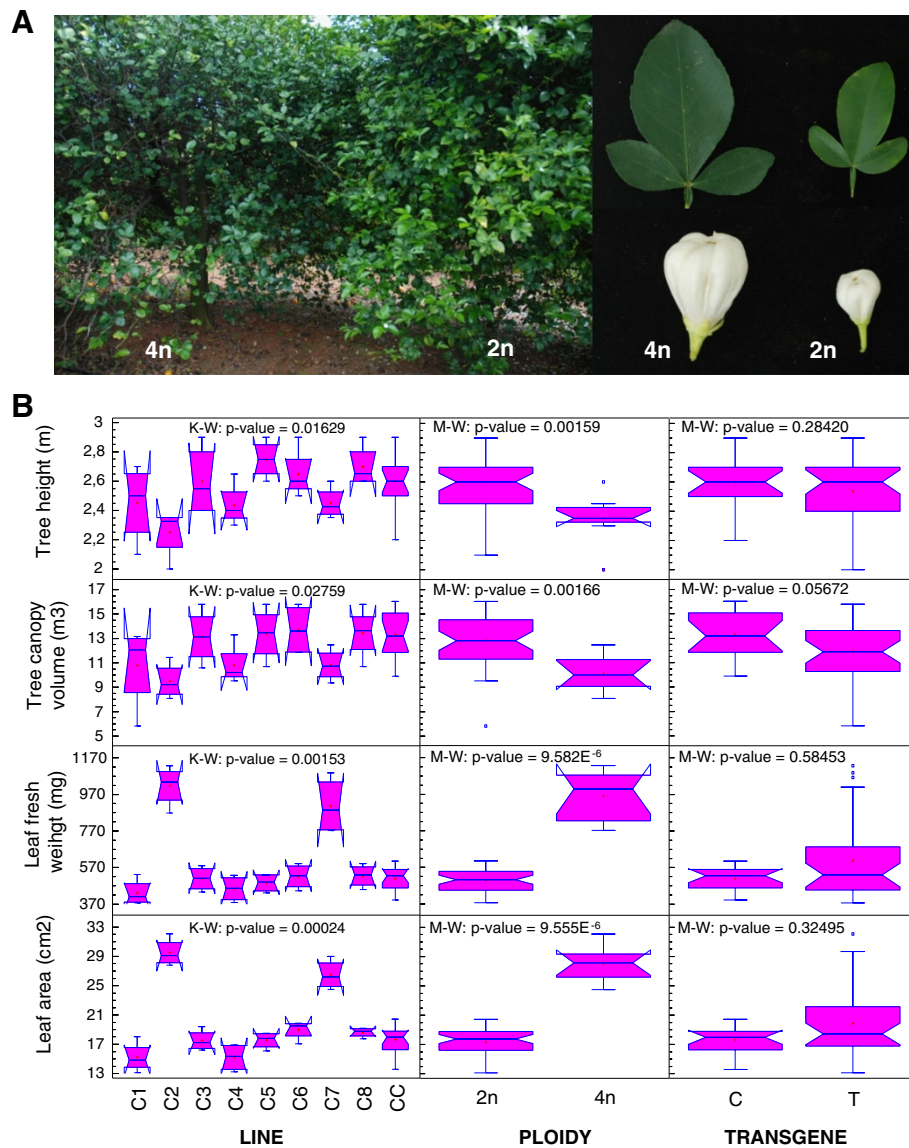 A
4n
2n
4n
2n
B
Tree height (m)
3
2,8
2,6
2,4
2,2
2
K-W: p-value = 0.01629
M-W: p-value = 0.00159
M-W: p-value = 0.28420
Tree canopy
volume (m3)
17
15
13
11
9
7
5
K-W: p-value = 0.02759
M-W: p-value = 0.00166
M-W: p-value = 0.05672
Leaf fresh
weihgt (mg)
1170
970
770
570
370
K-W: p-value = 0.00153
M-W: p-value = 9.582E-6
M-W: p-value = 0.58453
Leaf area (cm2)
33
29
25
21
17
13
K-W: p-value = 0.00024
M-W: p-value = 9.555E-6
M-W: p-value = 0.32495
C1
C2
C3
C4
C5
C6
C7
C8
CC
2n
4n
C
T
LINE
PLOIDY
TRANSGENE